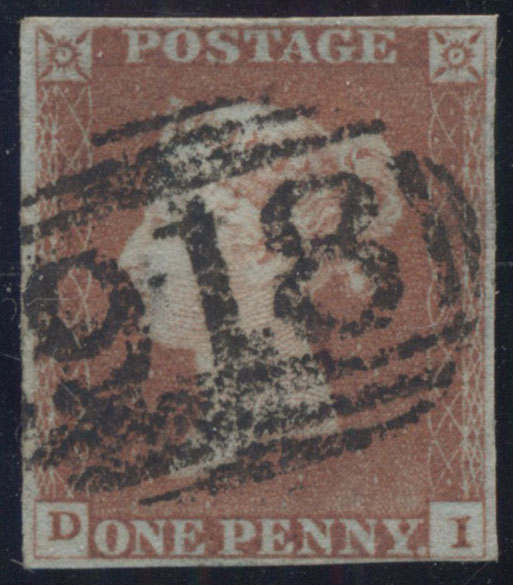 POSTAGE
918
D ONE PENNY. I